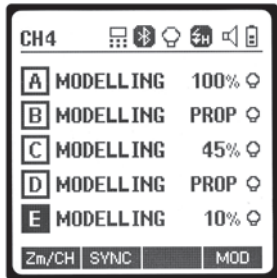 CH4 H
A MODELLING 100%
B MODELLING PROP
C MODELLING 45%
D MODELLING PROP
E MODELLING 10%
Zm/CH SYNC MOD